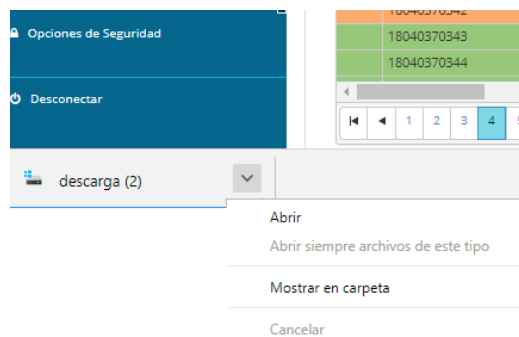 18040370342
Opciones de Seguridad
18040370343
18040370344
Desconectar
1 2 3 4
descarga (2)
Abrir
Abrir siempre archivos de este tipo
Mostrar en carpeta
Cancelar